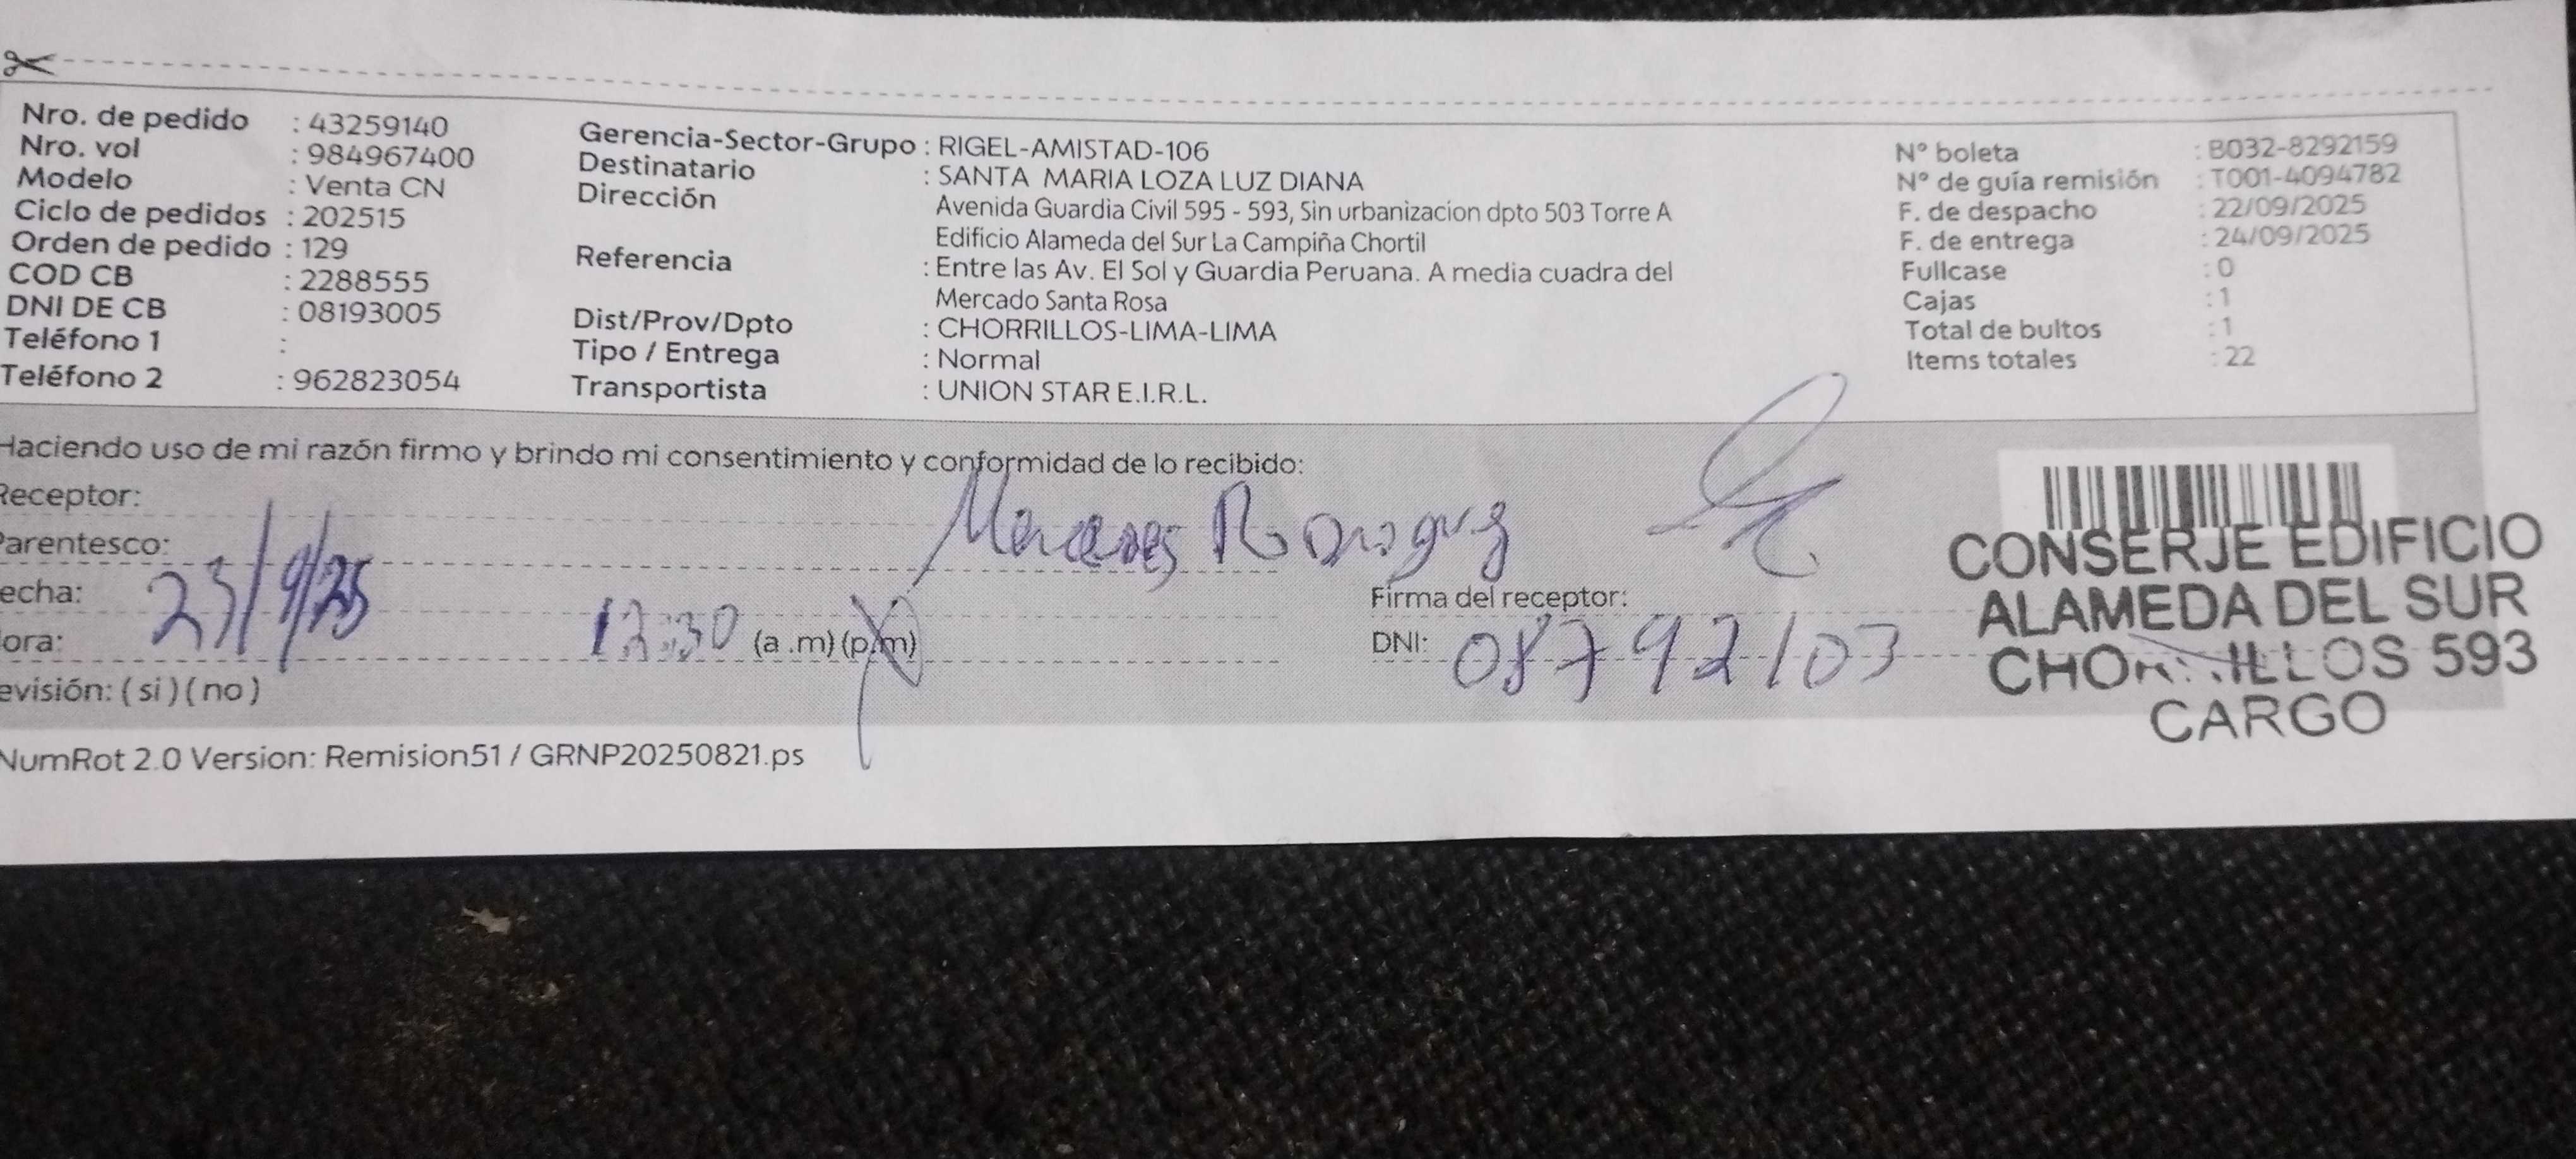 Nro. de pedido : 43259140
Nro. vol : 984967400
Modelo : Venta CN
Ciclo de pedidos : 202515
Orden de pedido : 129
COD CB : 2288555
DNI DE CB : 08193005
Teléfono 1 :
Teléfono 2 : 962823054
Gerencia-Sector-Grupo : RIGEL-AMISTAD-106
Destinatario : SANTA MARIA LOZA LUZ DIANA
Dirección Avenida Guardia Civil 595 - 593, Sin urbanizacion dpto 503 Torre A
Edificio Alameda del Sur La Campiña Chortil
Referencia : Entre las Av. El Sol y Guardia Peruana. A media cuadra del
Mercado Santa Rosa
Dist/Prov/Dpto : CHORRILLOS-LIMA-LIMA
Tipo / Entrega : Normal
Transportista : UNION STAR E.I.R.L.
N° boleta : B032-8292159
N° de guía remisión : T001-4094782
F. de despacho : 22/09/2025
F. de entrega : 24/09/2025
Fullcase : 0
Cajas : 1
Total de bultos : 1
Items totales : 22
Haciendo uso de mi razón firmo y brindo mi consentimiento y conformidad de lo recibido:
Receptor:
Parentesco:
echa: 23/9/25
ora: 12:30 (a .m) (p.m)
evisión: ( si ) ( no )
Firma del receptor:
DNI: 08792103
CONSERJE EDIFICIO
ALAMEDA DEL SUR
CHORRILLOS 593
CARGO
NumRot 2.0 Version: Remision51 / GRNP20250821.ps